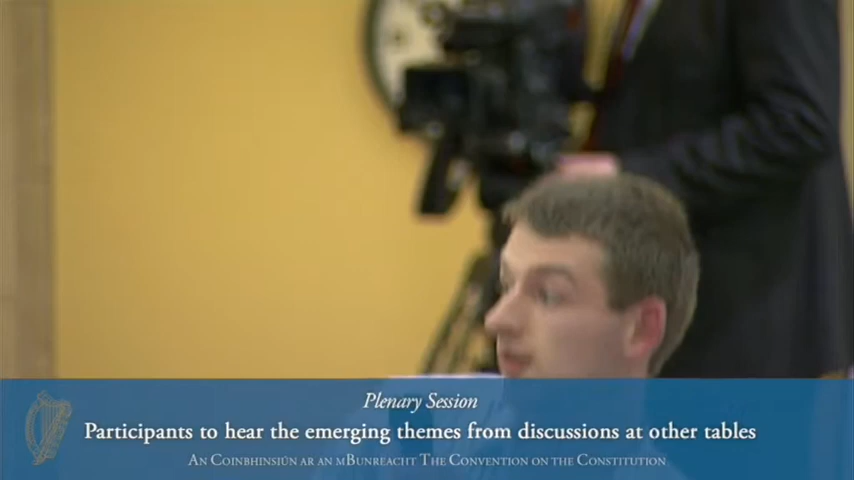 Plenary Session
Participants to hear the emerging themes from discussions at other tables
An Coinbhinsiún ar an mBunreacht The Convention on the Constitution